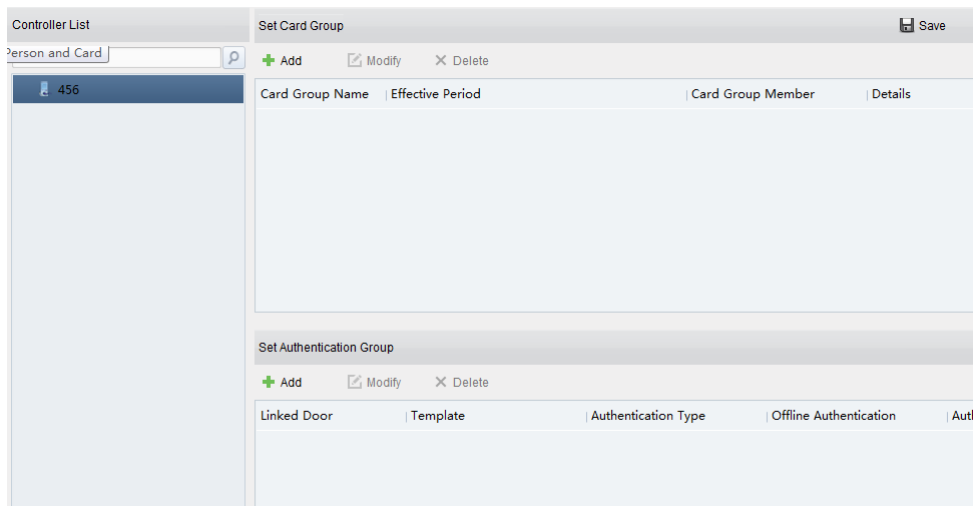 Controller List
Person and Card
456
Set Card Group
Save
Add Modify Delete
Card Group Name Effective Period Card Group Member Details
Set Authentication Group
Add Modify Delete
Linked Door Template Authentication Type Offline Authentication